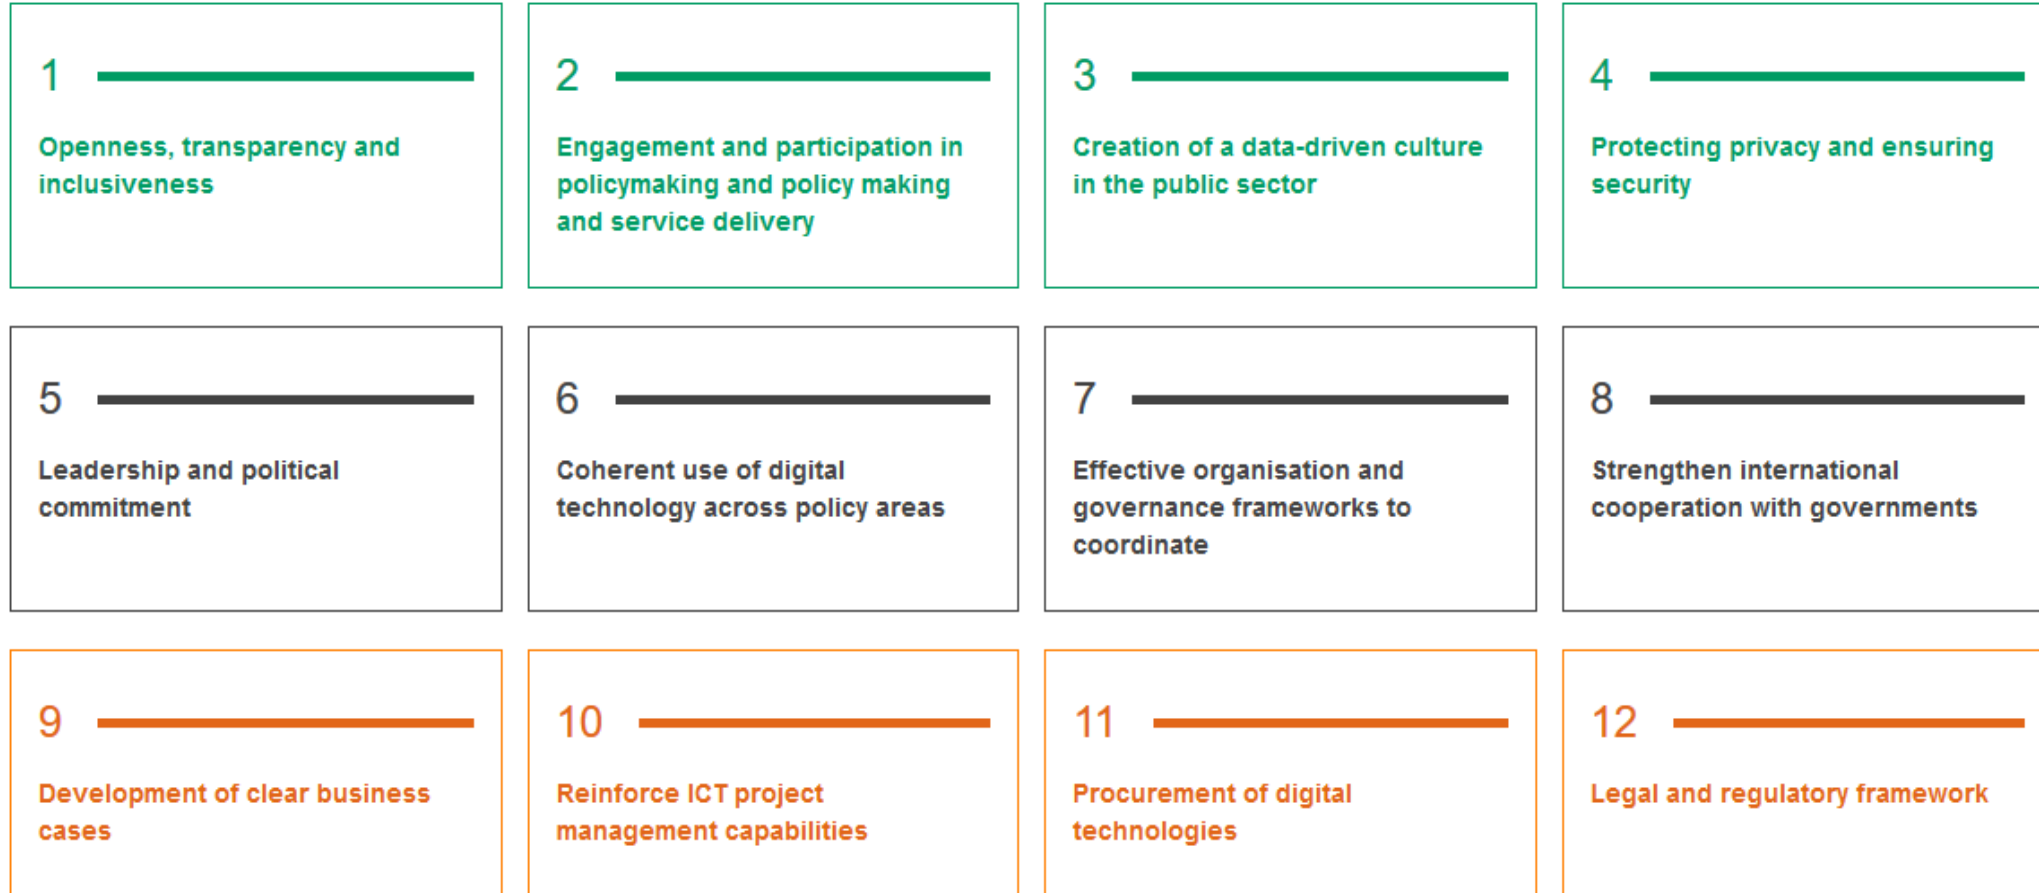 1
Openness, transparency and
inclusiveness
2
Engagement and participation in
policymaking and policy making
and service delivery
3
Creation of a data-driven culture
in the public sector
4
Protecting privacy and ensuring
security
5
Leadership and political
commitment
6
Coherent use of digital
technology across policy areas
7
Effective organisation and
governance frameworks to
coordinate
8
Strengthen international
cooperation with governments
9
Development of clear business
cases
10
Reinforce ICT project
management capabilities
11
Procurement of digital
technologies
12
Legal and regulatory framework